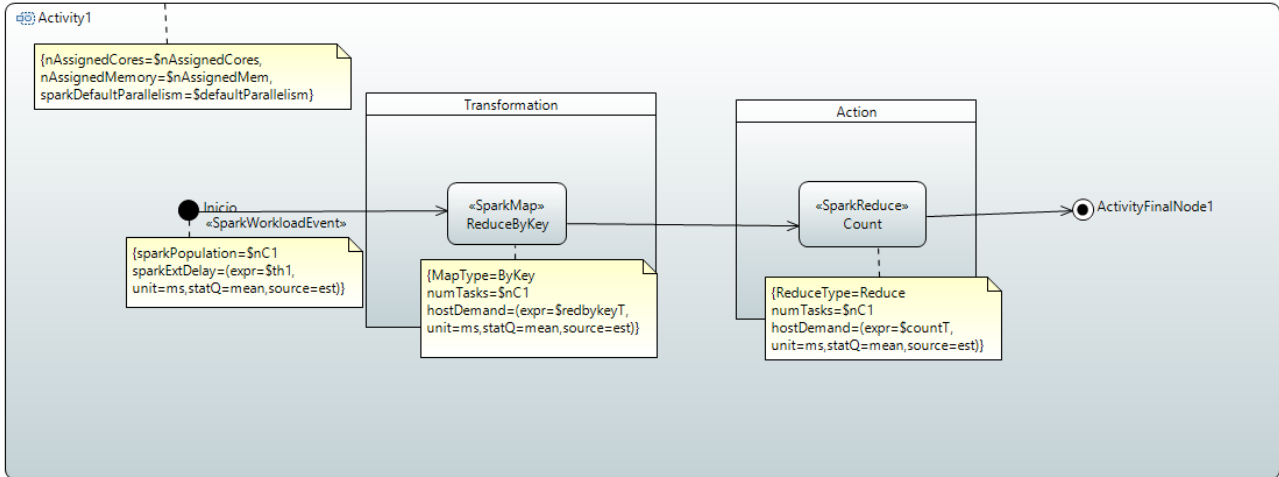 Activity1
{nAssignedCores=$nAssignedCores,
nAssignedMemory=$nAssignedMem,
sparkDefaultParallelism=$defaultParallelism}
Transformation
Action
Inicio
«SparkWorkloadEvent»
{sparkPopulation=$nC1
sparkExtDelay=(expr=$th1,
unit=ms,statQ=mean,source=est)}
«SparkMap»
ReduceByKey
{MapType=ByKey
numTasks=$nC1
hostDemand=(expr=$redbykeyT,
unit=ms,statQ=mean,source=est)}
«SparkReduce»
Count
{ReduceType=Reduce
numTasks=$nC1
hostDemand=(expr=$countT,
unit=ms,statQ=mean,source=est)}
ActivityFinalNode1